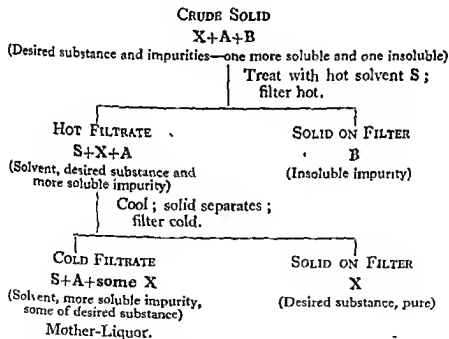 CRUDE SOLID
X+A+B
(Desired substance and impurities—one more soluble and one insoluble)
Treat with hot solvent S;
filter hot.
HOT FILTRATE
S+X+A
(Solvent, desired substance and
more soluble impurity)
SOLID ON FILTER
B
(Insoluble impurity)
Cool; solid separates;
filter cold.
COLD FILTRATE
S+A+some X
(Solvent, more soluble impurity,
some of desired substance)
Mother-Liquor.
SOLID ON FILTER
X
(Desired substance, pure)